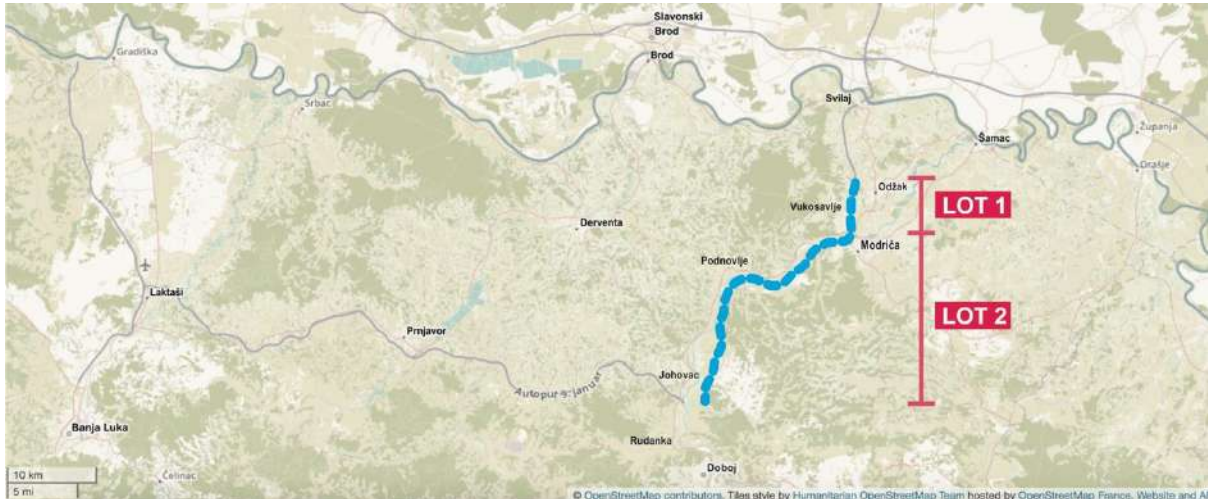 Slavonski
Brod
Gradiška
Brod
Srbac
Svilaj
Šamac
Županja
Orašje
Odžak
LOT 1
Vukosavlje
Derventa
Modriča
Podnovlje
Laktaši
LOT 2
Prnjavor
Johovac
Autoput 9. januar
Banja Luka
Rudanka
Doboj
Čelinac
10 km
5 mi
© OpenStreetMap contributors, Tiles style by Humanitarian OpenStreetMap Team hosted by OpenStreetMap France. Website and A